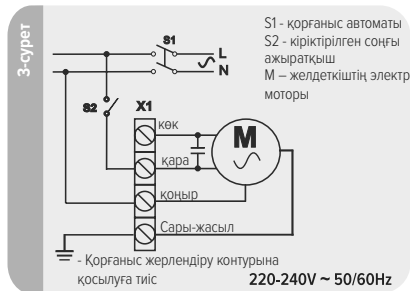 3-сурет
S1
L
N
S1 - қорғаныс автоматы
S2 - кіріктірілген соңғы
ажыратқыш
М – желдеткіштің электр
моторы
S2
X1
көк
қара
қоңыр
Сары-жасыл
M
- Қорғаныс жерлендіру контурына
қосылуға тиіс
220-240V ~ 50/60Hz